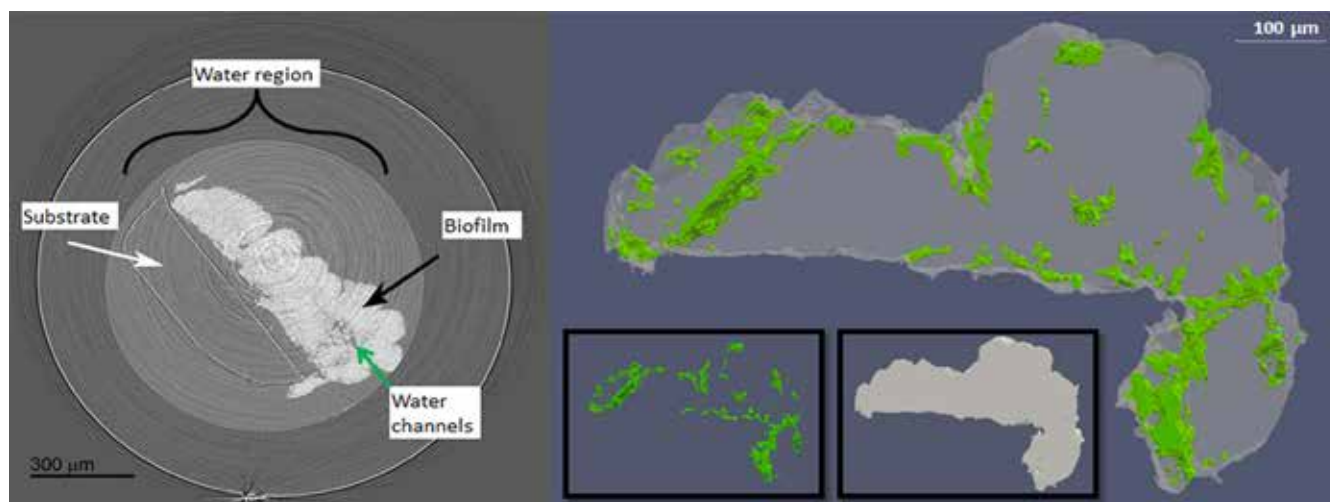 Water region
Substrate
Biofilm
Water
channels
300 μm
100 μm